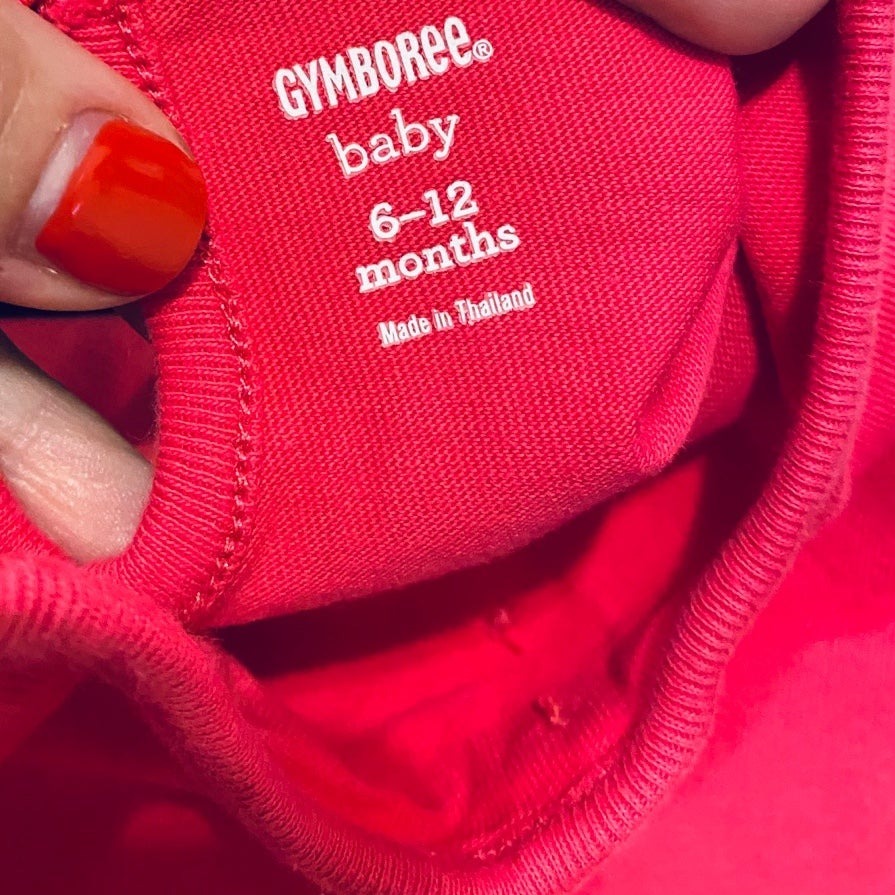 GYMBOREE®
baby
6–12
months
Made in Thailand